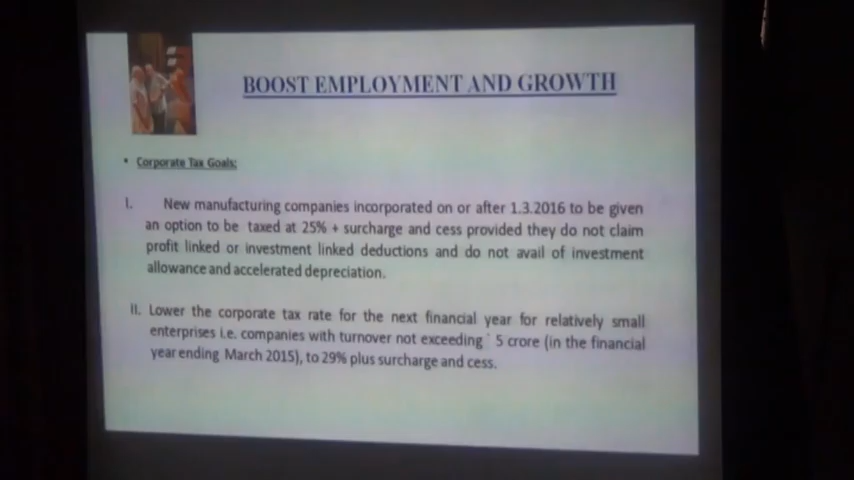 BOOST EMPLOYMENT AND GROWTH
• Corporate Tax Goals:
I. New manufacturing companies incorporated on or after 1.3.2016 to be given
an option to be taxed at 25% + surcharge and cess provided they do not claim
profit linked or investment linked deductions and do not avail of investment
allowance and accelerated depreciation.
II. Lower the corporate tax rate for the next financial year for relatively small
enterprises i.e. companies with turnover not exceeding ` 5 crore (in the financial
year ending March 2015), to 29% plus surcharge and cess.